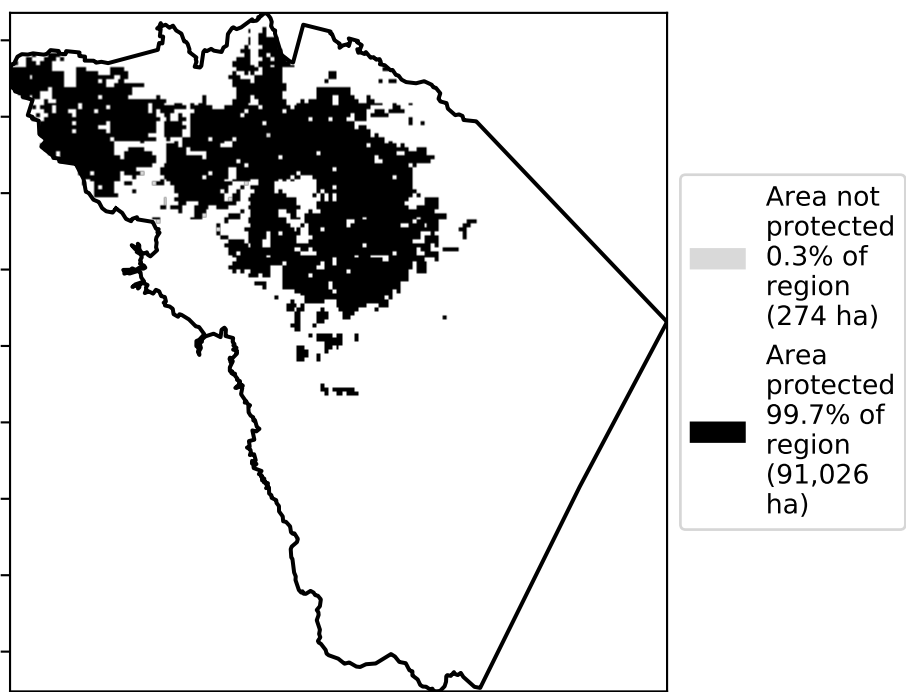 Area not
protected
0.3% of
region
(274 ha)
Area
protected
99.7% of
region
(91,026
ha)